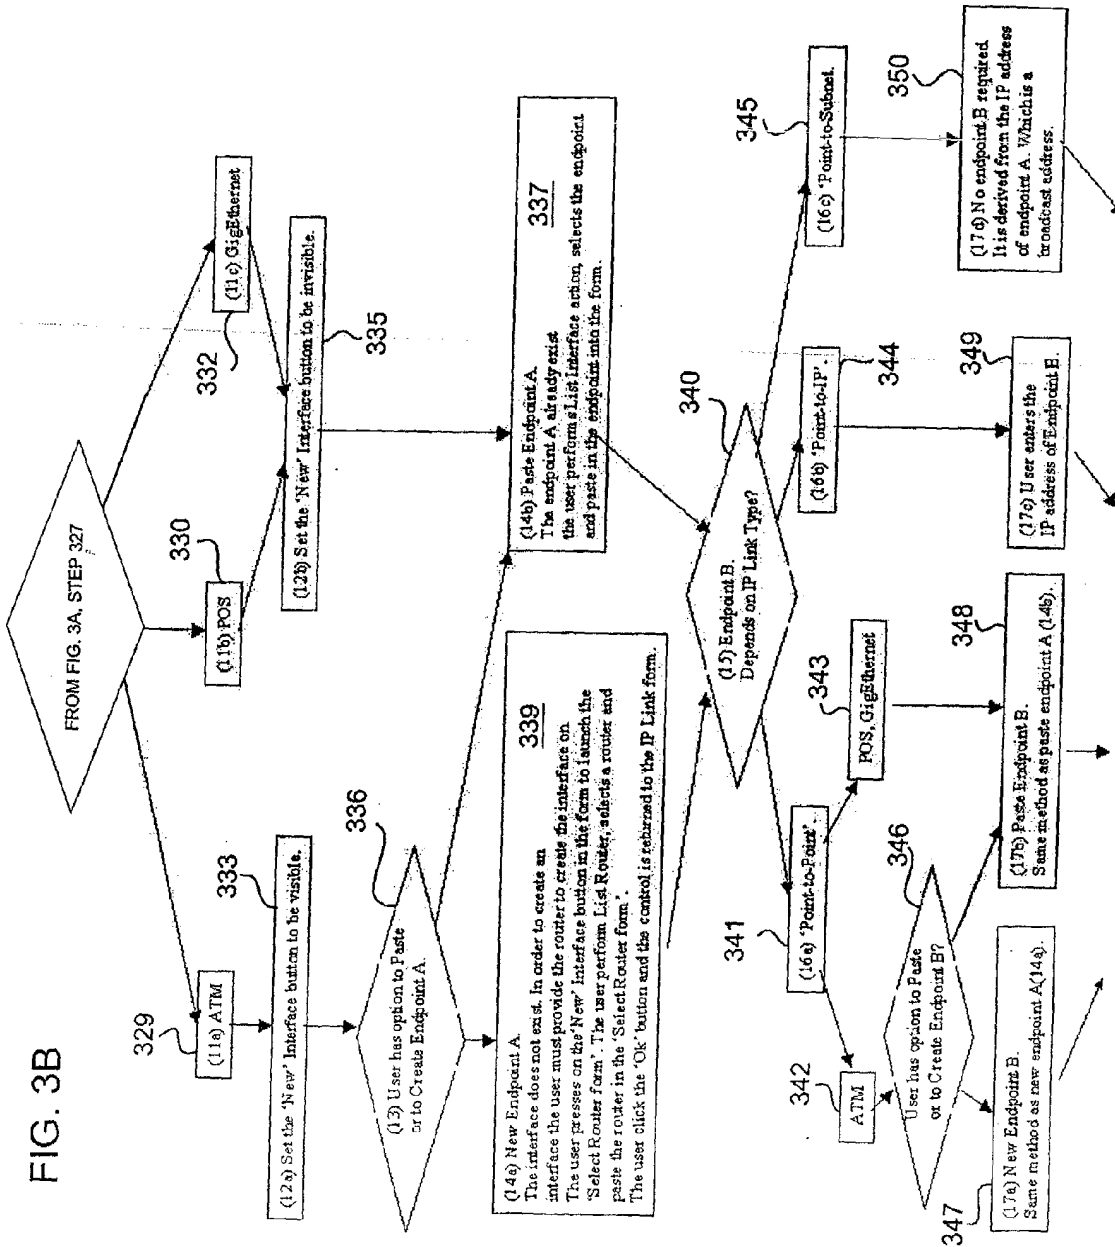 FIG. 3B
FROM FIG. 3A, STEP 327
329
(11a) ATM
330
(11b) POS
332
(11c) GigEthernet
333
(12a) Set the 'New' Interface button to be visible.
(12b) Set the 'New' Interface button to be invisible.
335
336
(13) User has option to Paste
or to Create Endpoint A.
(14a) New Endpoint A.
339
The interface does not exist. In order to create an
interface the user must provide the router to create the interface on.
The user presses on the 'New' Interface button in the form to launch the
'Select Router form'. The user perform List Router, selects a router and
paste the router in the 'Select Router form'.
The user click the 'Ok' button and the control is returned to the IP Link form.
(14b) Paste Endpoint A.
337
The endpoint A already exist
the user performs List Interface action, selects the endpoint
and paste in the endpoint into the form.
340
(15) Endpoint B.
Depends on IP Link Type?
341
(16a) 'Point-to-Point'.
(16b) 'Point-to-IP'.
344
345
(16c) 'Point-to-Subnet.
342
ATM
343
POS, GigEthernet
346
User has option to Paste
or to Create Endpoint B?
347
(17a) New Endpoint B.
Same method as new endpoint A(14a).
348
(17b) Paste Endpoint B.
Same method as paste endpoint A (14b).
349
(17c) User enters the
IP address of Endpoint B.
350
(17d) No endpoint B required.
It is derived from the IP address
of endpoint A. Which is a
broadcast address.